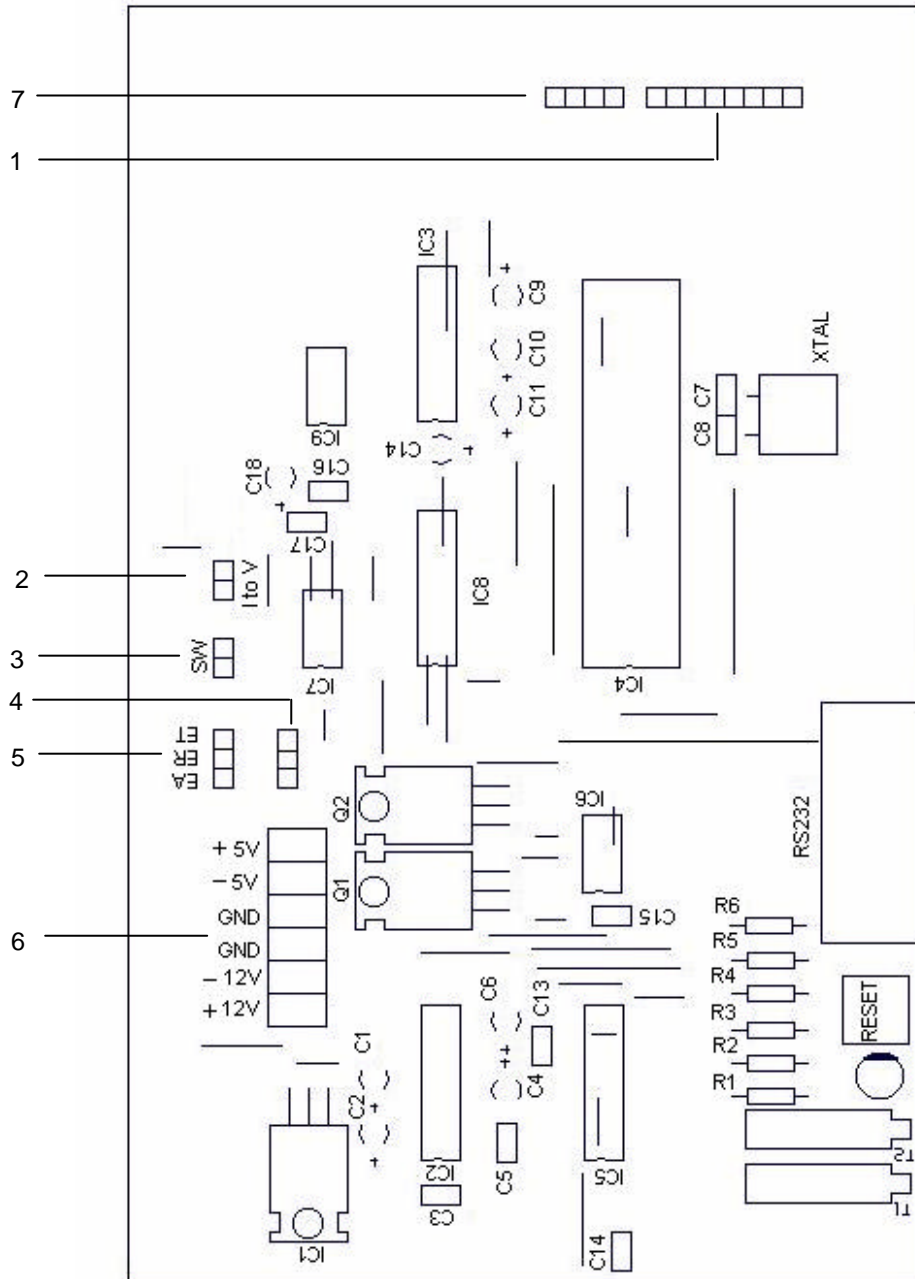 7
1
IC3
C9
C10
C11
XTAL
C7
C8
IC9
C14
C18
C16
C17
2
I to V
IC8
3
SW
IC7
IC4
4
ET
5
ER
EA
Q2
IC6
RS232
+ 5V
- 5V
Q1
GND
6
GND
- 12V
+ 12V
C15
R6
R5
R4
R3
R2
R1
C6
C13
RESET
C1
C4
C2
C5
IC2
C3
IC5
T2
T1
IC1
C14